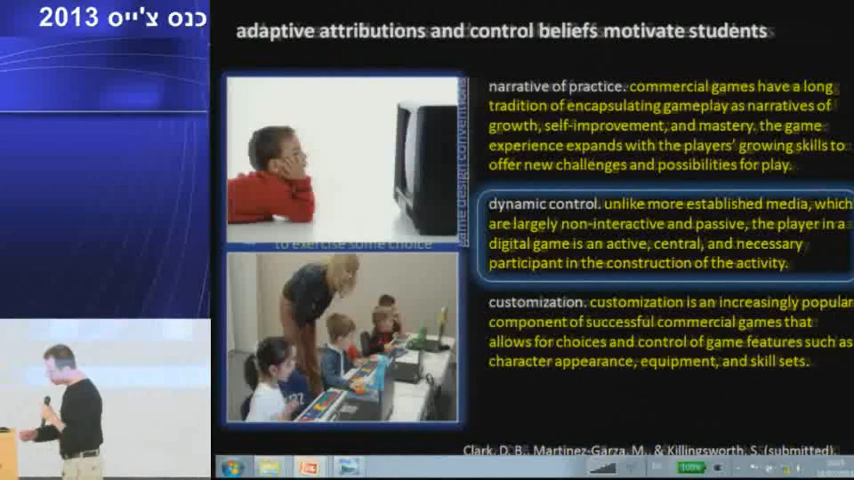 כנס צ'ייס 2013
adaptive attributions and control beliefs motivate students
game design conventions
narrative of practice. commercial games have a long
tradition of encapsulating gameplay as narratives of
growth, self-improvement, and mastery. the game
experience expands with the players' growing skills to
offer new challenges and possibilities for play.
dynamic control. unlike more established media, which
are largely non-interactive and passive, the player in a
digital game is an active, central, and necessary
participant in the construction of the activity.
to exercise some choice
customization. customization is an increasingly popular
component of successful commercial games that
allows for choices and control of game features such as
character appearance, equipment, and skill sets.
Clark, D. B., Martinez-Garza, M., & Killingsworth, S. (submitted).
100%